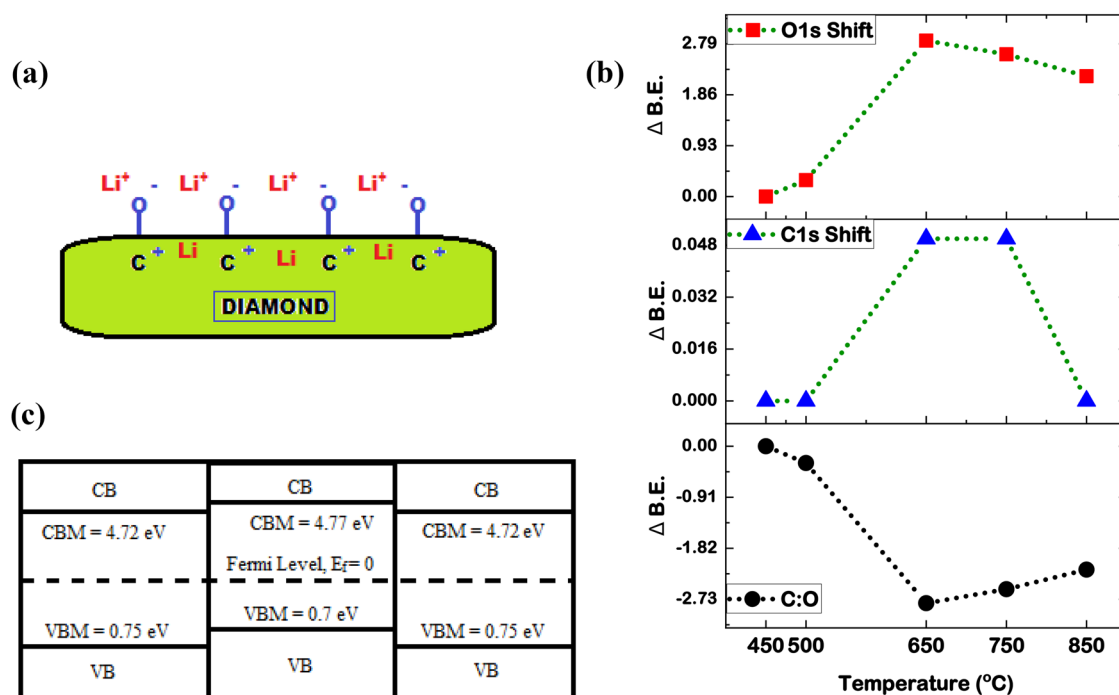 (a)
Li+ - Li+ - Li+ - Li+ -
O O O O
C + Li C + Li C + Li C +
DIAMOND
(b)
O1s Shift
2.79
1.86
0.93
0.00
Δ B.E.
C1s Shift
0.048
0.032
0.016
0.000
Δ B.E.
0.00
-0.91
-1.82
-2.73
Δ B.E.
C:O
450 500 650 750 850
Temperature (°C)
(c)
CB CB CB
CBM = 4.72 eV CBM = 4.77 eV CBM = 4.72 eV
Fermi Level, Ef= 0
VBM = 0.75 eV VBM = 0.7 eV VBM = 0.75 eV
VB VB VB